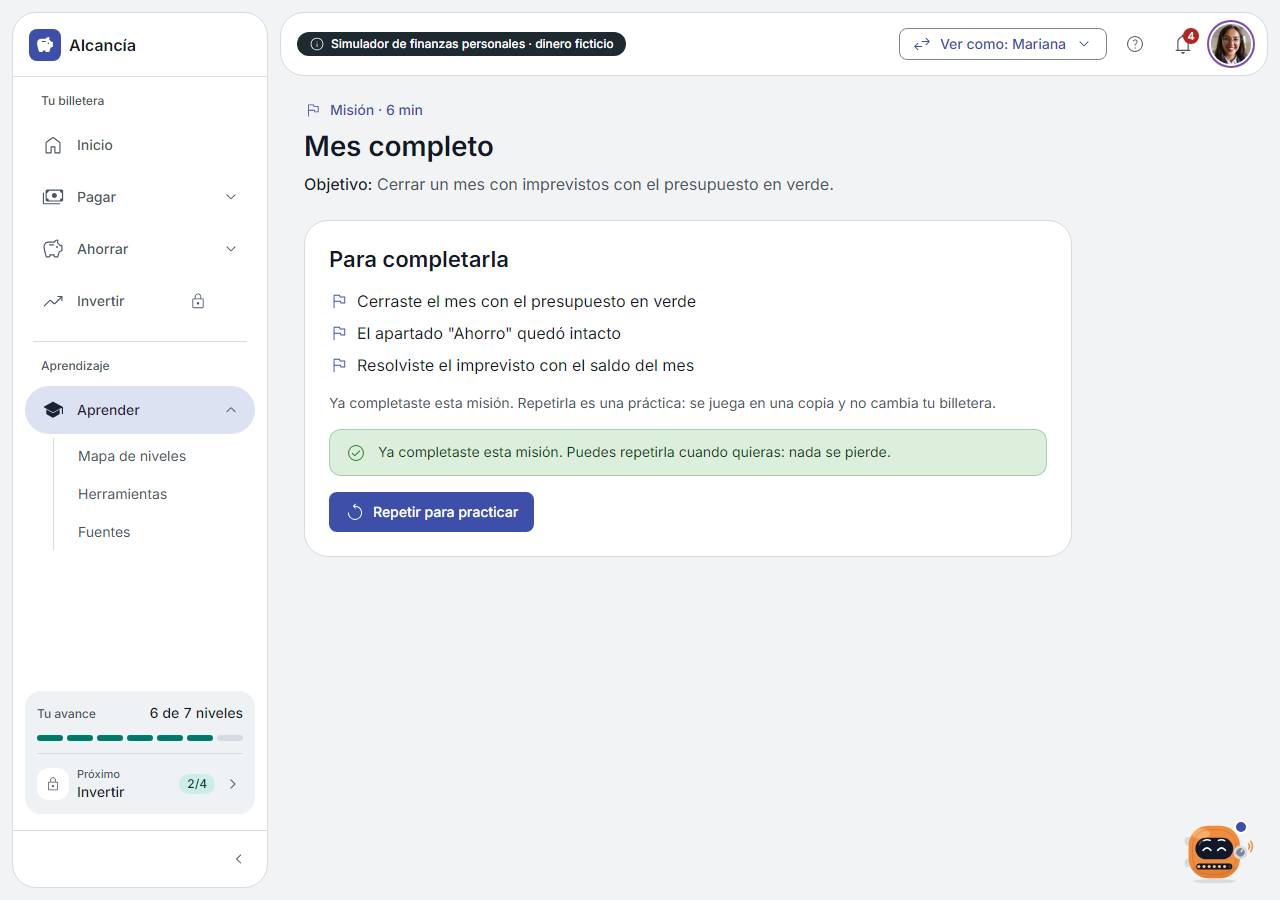 Alcancía
Simulador de finanzas personales · dinero ficticio
Ver como: Mariana
4
Tu billetera
Inicio
Pagar
Ahorrar
Invertir
Aprendizaje
Aprender
Mapa de niveles
Herramientas
Fuentes
Tu avance
6 de 7 niveles
Próximo
Invertir
2/4
Misión · 6 min
Mes completo
Objetivo: Cerrar un mes con imprevistos con el presupuesto en verde.
Para completarla
Cerraste el mes con el presupuesto en verde
El apartado "Ahorro" quedó intacto
Resolviste el imprevisto con el saldo del mes
Ya completaste esta misión. Repetirla es una práctica: se juega en una copia y no cambia tu billetera.
Ya completaste esta misión. Puedes repetirla cuando quieras: nada se pierde.
Repetir para practicar